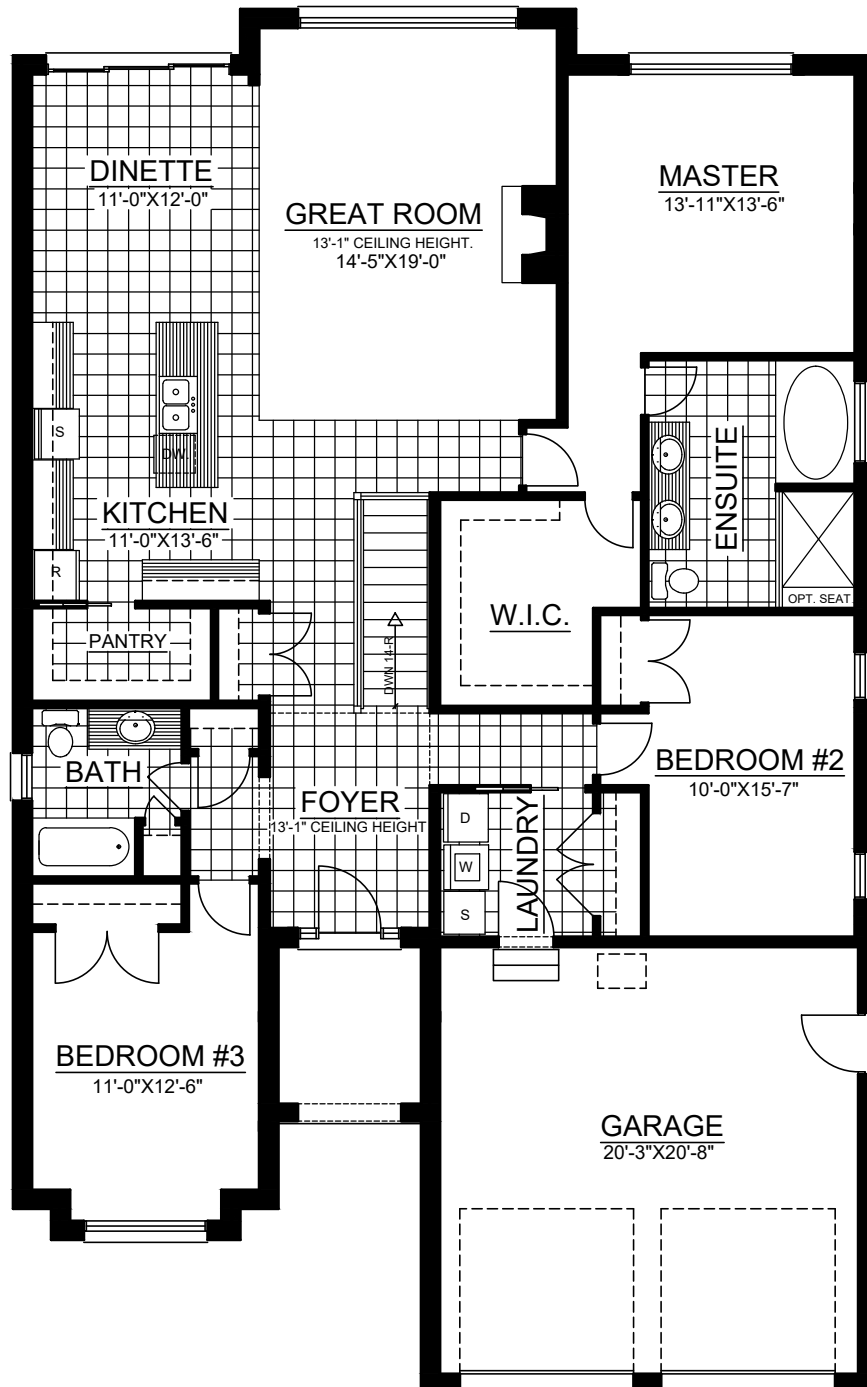 DINETTE
11'-0"X12'-0"
GREAT ROOM
13'-1" CEILING HEIGHT.
14'-5"X19'-0"
MASTER
13'-11"X13'-6"
S
DW.
ENSUITE
KITCHEN
11'-0"X13'-6"
R
OPT. SEAT
W.I.C.
PANTRY
DWN 14-R
BATH
BEDROOM #2
10'-0"X15'-7"
FOYER
13'-1" CEILING HEIGHT
D
W
S
LAUNDRY
BEDROOM #3
11'-0"X12'-6"
GARAGE
20'-3"X20'-8"